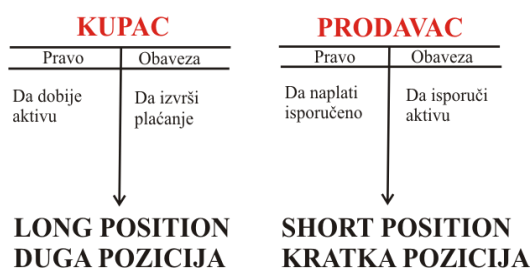 KUPAC
Pravo Obaveza
Da dobije
aktivu
Da izvrši
plaćanje
LONG POSITION
DUGA POZICIJA
PRODAVAC
Pravo Obaveza
Da naplati
isporučeno
Da isporuči
aktivu
SHORT POSITION
KRATKA POZICIJA